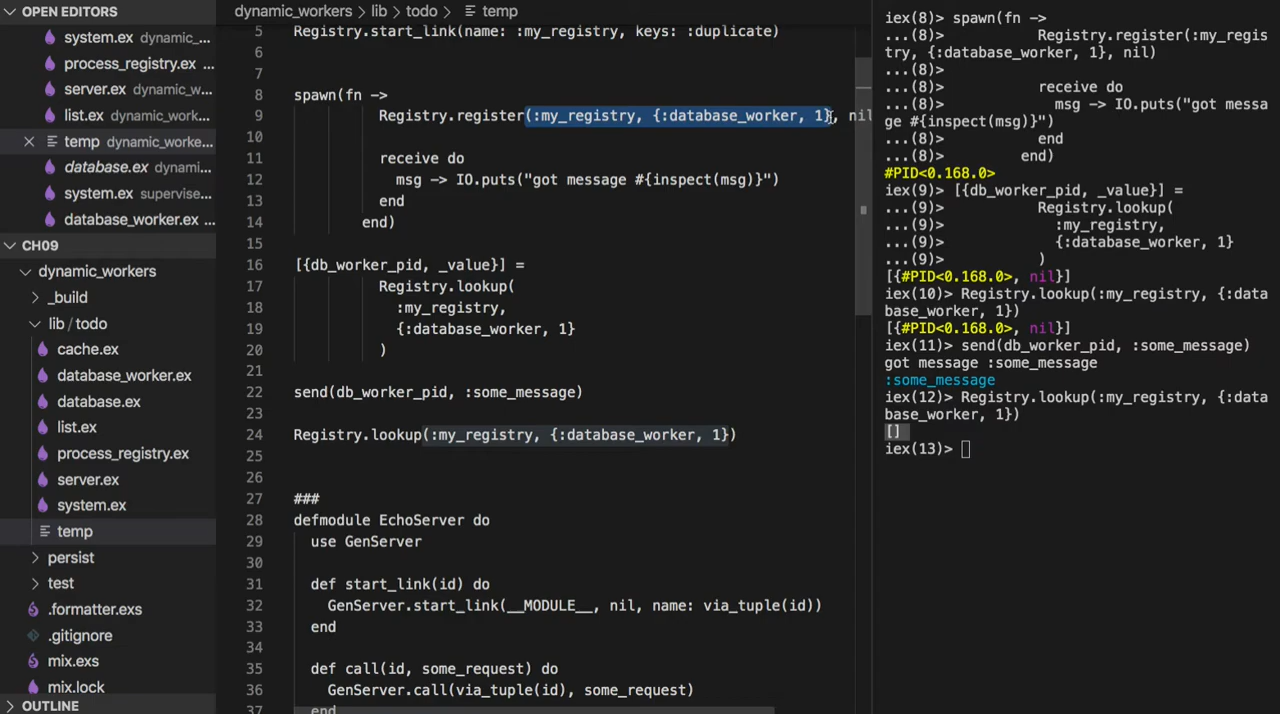 OPEN EDITORS
system.ex dynamic_...
process_registry.ex ...
server.ex dynamic_w...
list.ex dynamic_work...
temp dynamic_worke...
database.ex dynami...
system.ex supervise...
database_worker.ex ...
CH09
dynamic_workers
_build
lib / todo
cache.ex
database_worker.ex
database.ex
list.ex
process_registry.ex
server.ex
system.ex
temp
persist
test
.formatter.exs
.gitignore
mix.exs
mix.lock
OUTLINE
dynamic_workers > lib > todo > temp
5 Registry.start_link(name: :my_registry, keys: :duplicate)
6
7
8 spawn(fn ->
9 Registry.register(:my_registry, {:database_worker, 1}, nil
10
11 receive do
12 msg -> IO.puts("got message #{inspect(msg)}")
13 end
14 end)
15
16 [{db_worker_pid, _value}] =
17 Registry.lookup(
18 :my_registry,
19 {:database_worker, 1}
20 )
21
22 send(db_worker_pid, :some_message)
23
24 Registry.lookup(:my_registry, {:database_worker, 1})
25
26
27 ###
28 defmodule EchoServer do
29 use GenServer
30
31 def start_link(id) do
32 GenServer.start_link(__MODULE__, nil, name: via_tuple(id))
33 end
34
35 def call(id, some_request) do
36 GenServer.call(via_tuple(id), some_request)
37 end
iex(8)> spawn(fn ->
...(8)> Registry.register(:my_regis
try, {:database_worker, 1}, nil)
...(8)>
...(8)> receive do
...(8)> msg -> IO.puts("got messa
ge #{inspect(msg)}")
...(8)> end
...(8)> end)
#PID<0.168.0>
iex(9)> [{db_worker_pid, _value}] =
...(9)> Registry.lookup(
...(9)> :my_registry,
...(9)> {:database_worker, 1}
...(9)> )
[{#PID<0.168.0>, nil}]
iex(10)> Registry.lookup(:my_registry, {:data
base_worker, 1})
[{#PID<0.168.0>, nil}]
iex(11)> send(db_worker_pid, :some_message)
got message :some_message
:some_message
iex(12)> Registry.lookup(:my_registry, {:data
base_worker, 1})
[]
iex(13)>